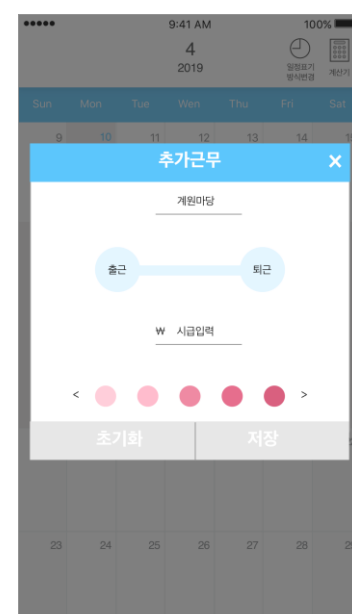 9:41 AM 100%
4
2019
일정표기
방식변경
계산기
Sun Mon Tue Wen Thu Fri Sat
9 10 11 12 13 14
추가근무 X
계원마당
출근 퇴근
₩ 시급입력
< >
초기화 저장
23 24 25 26 27 28